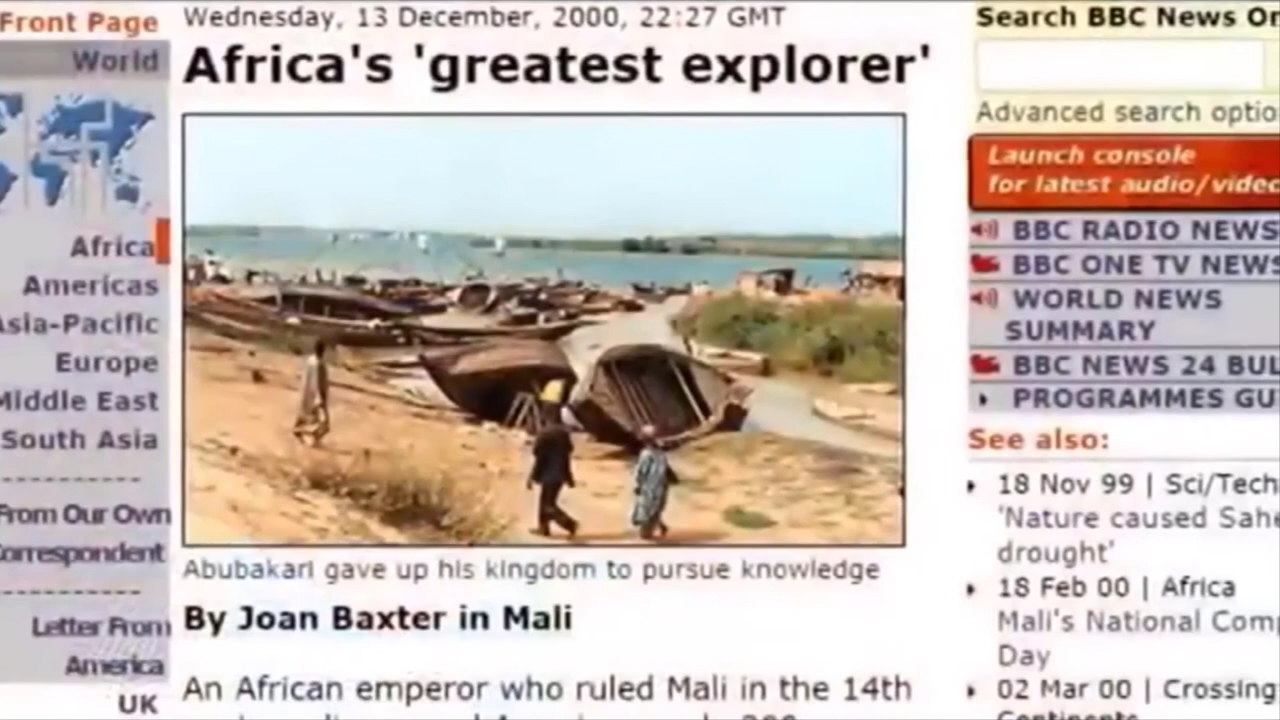 Front Page
World
Africa
Americas
Asia-Pacific
Europe
Middle East
South Asia
From Our Own
Correspondent
Letter From
America
UK
Wednesday, 13 December, 2000, 22:27 GMT
Africa's 'greatest explorer'
Abubakari gave up his kingdom to pursue knowledge
By Joan Baxter in Mali
An African emperor who ruled Mali in the 14th
Search BBC News On
Advanced search optio
Launch console
for latest audio/video
BBC RADIO NEWS
BBC ONE TV NEWS
WORLD NEWS
SUMMARY
BBC NEWS 24 BUL
PROGRAMMES GU
See also:
18 Nov 99 | Sci/Tech
'Nature caused Sahe
drought'
18 Feb 00 | Africa
Mali's National Com
Day
02 Mar 00 | Crossing
Continents